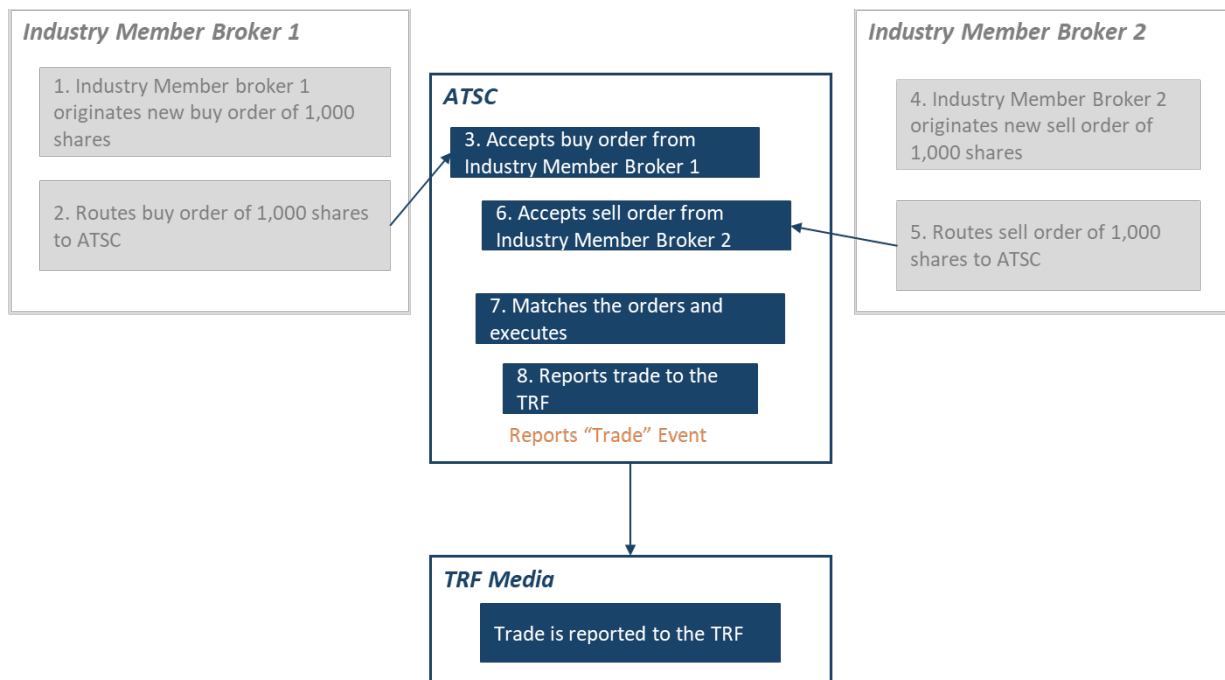 Industry Member Broker 1
1. Industry Member broker 1
originates new buy order of 1,000
shares
2. Routes buy order of 1,000 shares
to ATSC
ATSC
3. Accepts buy order from
Industry Member Broker 1
6. Accepts sell order from
Industry Member Broker 2
7. Matches the orders and
executes
8. Reports trade to the
TRF
Reports “Trade” Event
Industry Member Broker 2
4. Industry Member Broker 2
originates new sell order of
1,000 shares
5. Routes sell order of 1,000
shares to ATSC
TRF Media
Trade is reported to the TRF